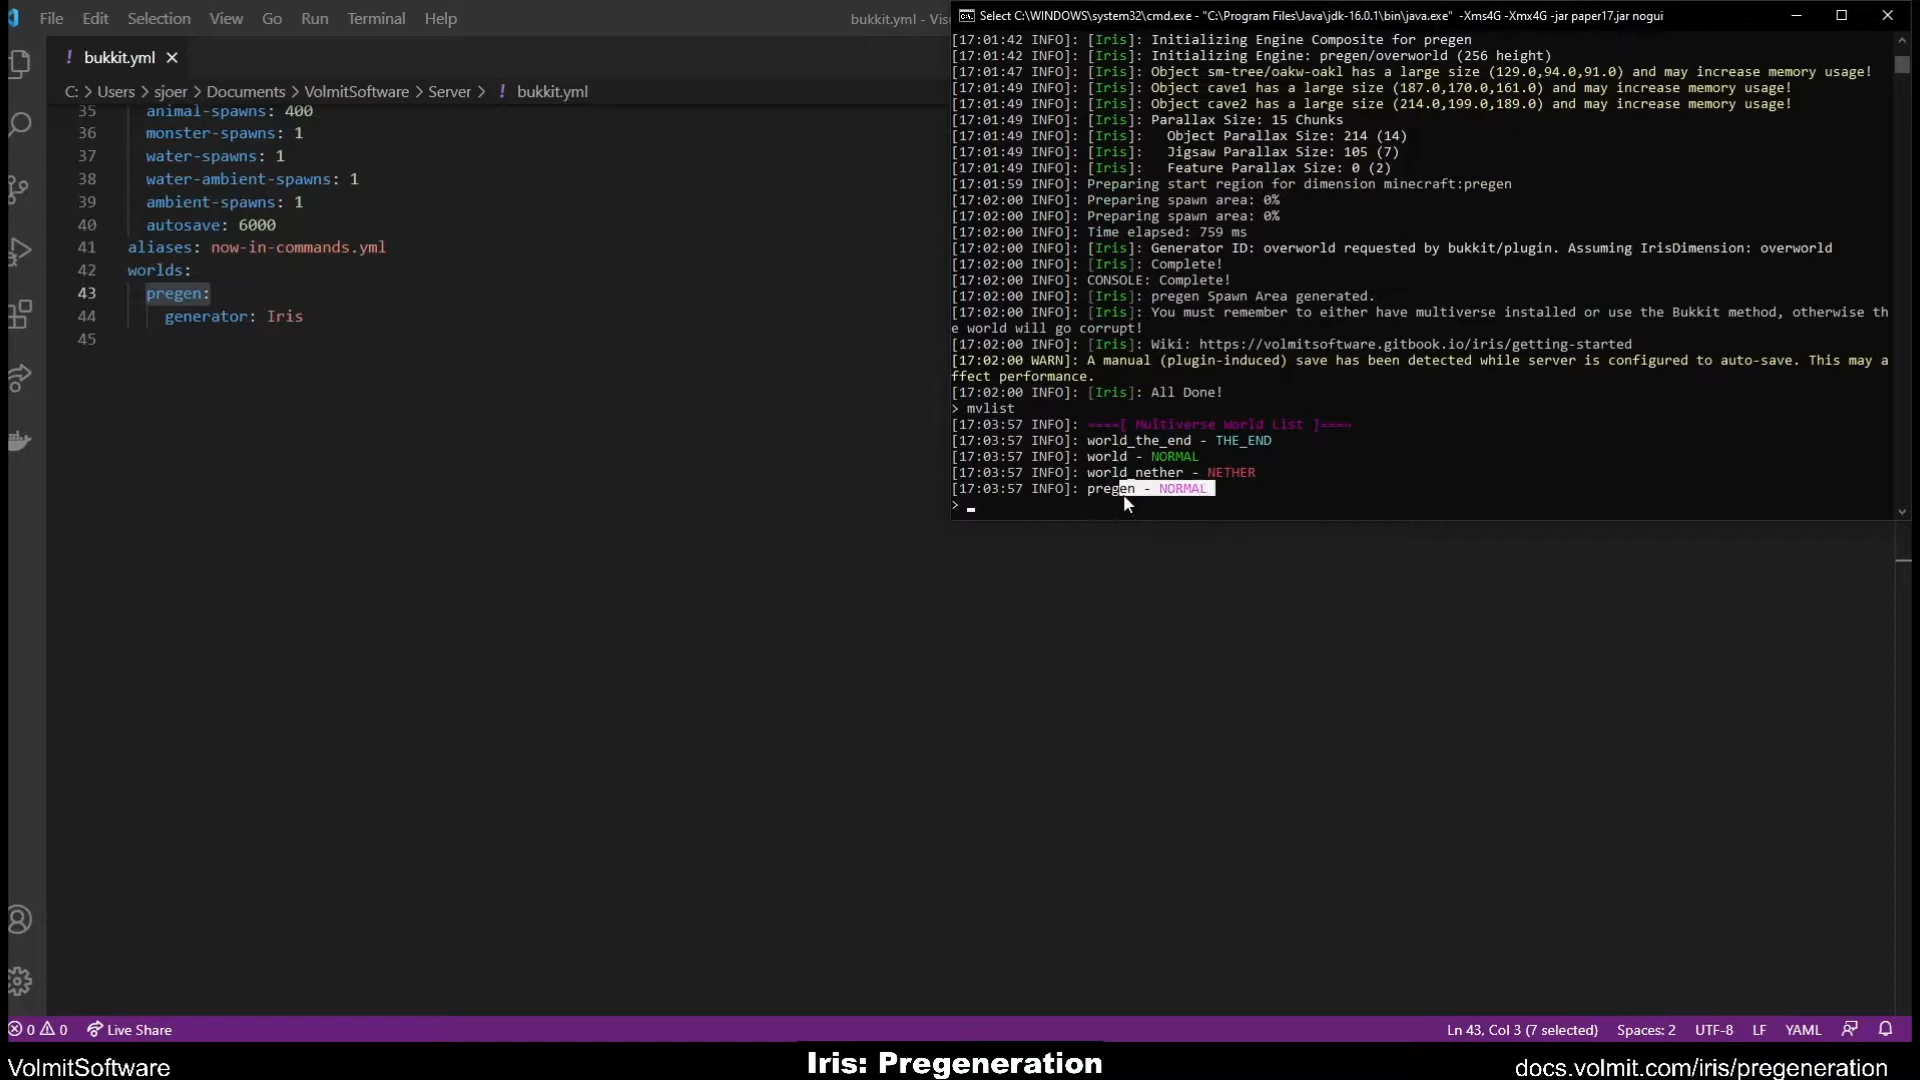 File Edit Selection View Go Run Terminal Help
bukkit.yml - Vis
! bukkit.yml ×
C: > Users > sjoer > Documents > VolmitSoftware > Server > ! bukkit.yml
35 animal-spawns: 400
36 monster-spawns: 1
37 water-spawns: 1
38 water-ambient-spawns: 1
39 ambient-spawns: 1
40 autosave: 6000
41 aliases: now-in-commands.yml
42 worlds:
43 pregen:
44 generator: Iris
45
Select C:\WINDOWS\system32\cmd.exe - "C:\Program Files\Java\jdk-16.0.1\bin\java.exe" -Xms4G -Xmx4G -jar paper17.jar nogui
[17:01:42 INFO]: [Iris]: Initializing Engine Composite for pregen
[17:01:42 INFO]: [Iris]: Initializing Engine: pregen/overworld (256 height)
[17:01:47 INFO]: [Iris]: Object sm-tree/oakw-oakl has a large size (129.0,94.0,91.0) and may increase memory usage!
[17:01:49 INFO]: [Iris]: Object cave1 has a large size (187.0,170.0,161.0) and may increase memory usage!
[17:01:49 INFO]: [Iris]: Object cave2 has a large size (214.0,199.0,189.0) and may increase memory usage!
[17:01:49 INFO]: [Iris]: Parallax Size: 15 Chunks
[17:01:49 INFO]: [Iris]: Object Parallax Size: 214 (14)
[17:01:49 INFO]: [Iris]: Jigsaw Parallax Size: 105 (7)
[17:01:49 INFO]: [Iris]: Feature Parallax Size: 0 (2)
[17:01:59 INFO]: Preparing start region for dimension minecraft:pregen
[17:02:00 INFO]: Preparing spawn area: 0%
[17:02:00 INFO]: Preparing spawn area: 0%
[17:02:00 INFO]: Time elapsed: 759 ms
[17:02:00 INFO]: [Iris]: Generator ID: overworld requested by bukkit/plugin. Assuming IrisDimension: overworld
[17:02:00 INFO]: [Iris]: Complete!
[17:02:00 INFO]: CONSOLE: Complete!
[17:02:00 INFO]: [Iris]: pregen Spawn Area generated.
[17:02:00 INFO]: [Iris]: You must remember to either have multiverse installed or use the Bukkit method, otherwise th
e world will go corrupt!
[17:02:00 INFO]: [Iris]: Wiki: https://volmitsoftware.gitbook.io/iris/getting-started
[17:02:00 WARN]: A manual (plugin-induced) save has been detected while server is configured to auto-save. This may a
ffect performance.
[17:02:00 INFO]: [Iris]: All Done!
> mvlist
[17:03:57 INFO]: ====[ Multiverse World List ]====
[17:03:57 INFO]: world_the_end - THE_END
[17:03:57 INFO]: world - NORMAL
[17:03:57 INFO]: world_nether - NETHER
[17:03:57 INFO]: pregen - NORMAL
>
0 0 Live Share
Ln 43, Col 3 (7 selected) Spaces: 2 UTF-8 LF YAML
VolmitSoftware
Iris: Pregeneration
docs.volmit.com/iris/pregeneration